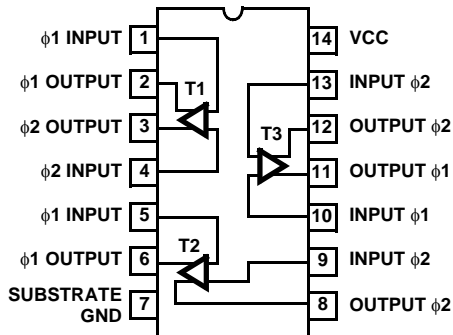 ϕ1 INPUT 1
ϕ1 OUTPUT 2
ϕ2 OUTPUT 3
ϕ2 INPUT 4
ϕ1 INPUT 5
ϕ1 OUTPUT 6
SUBSTRATE
GND 7
T1
T2
T3
14 VCC
13 INPUT ϕ2
12 OUTPUT ϕ2
11 OUTPUT ϕ1
10 INPUT ϕ1
9 INPUT ϕ2
8 OUTPUT ϕ2